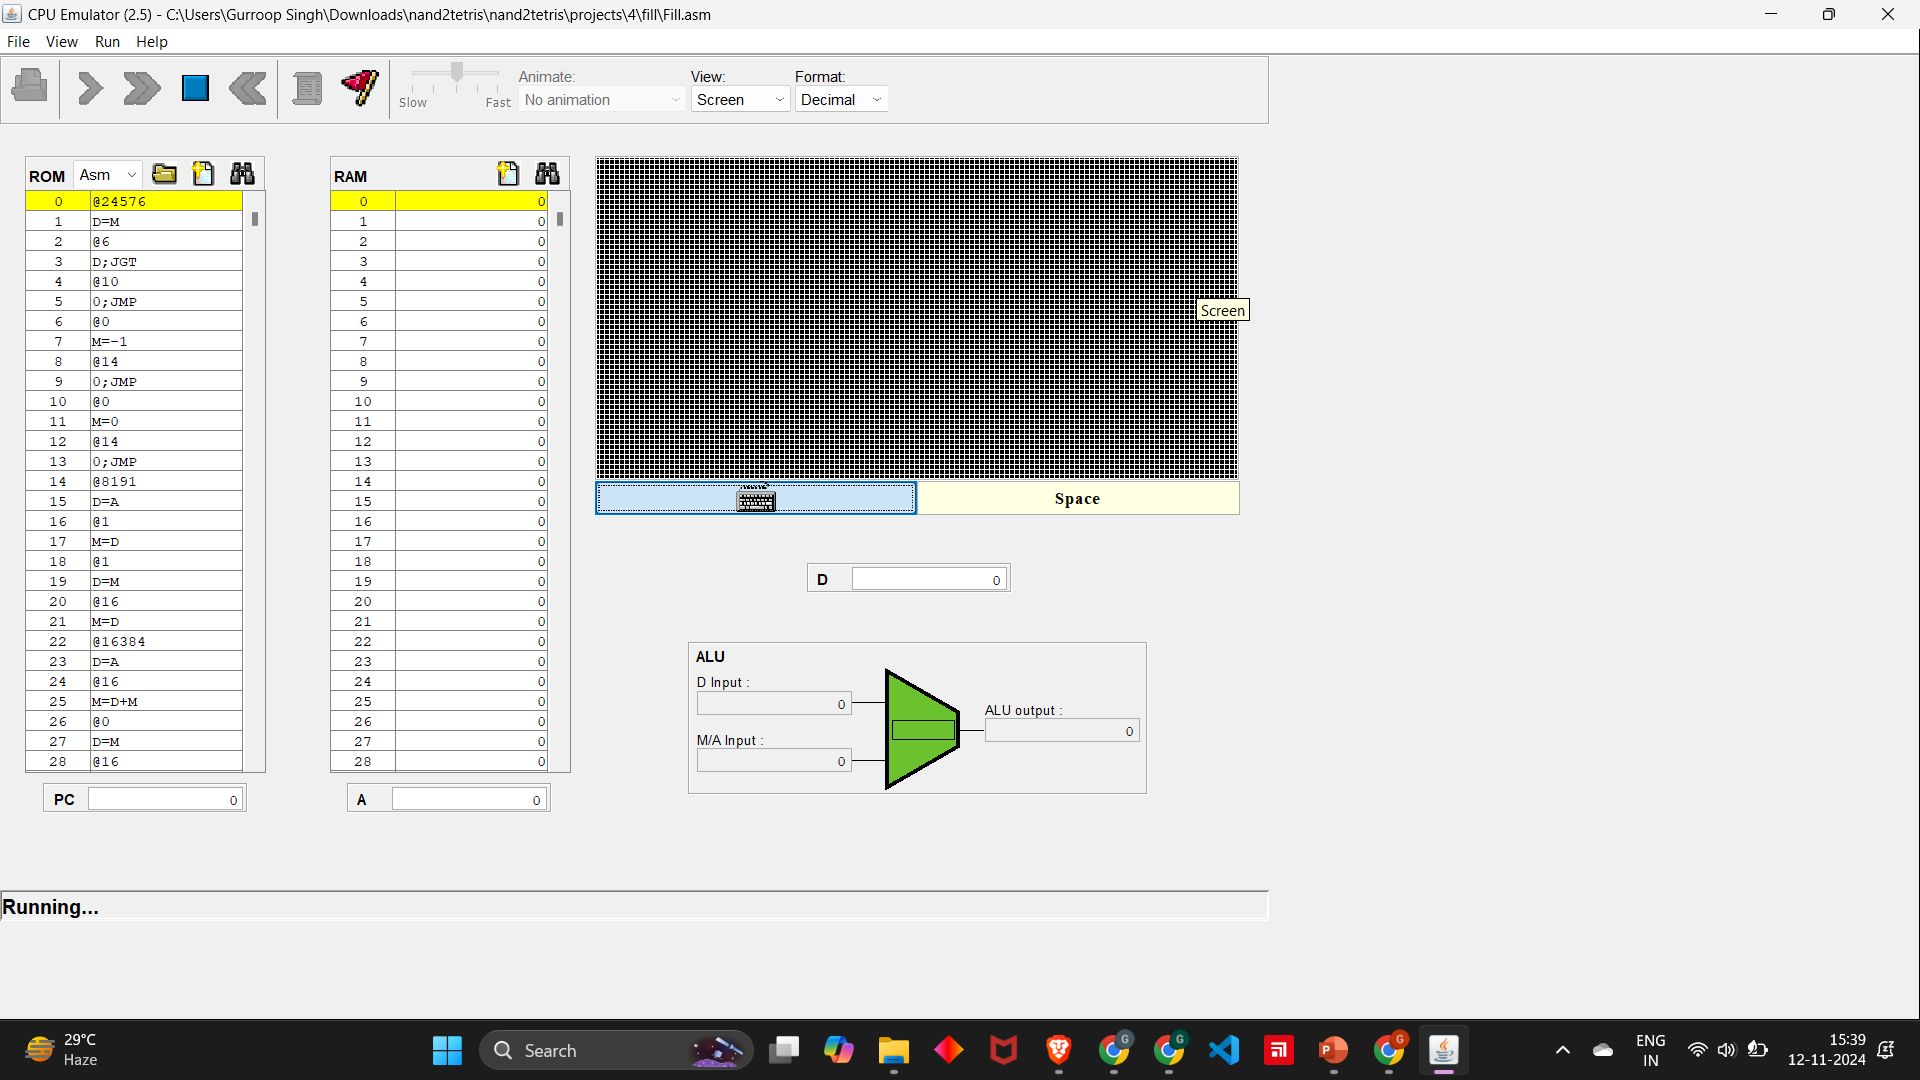 CPU Emulator (2.5) - C:\Users\Gurroop Singh\Downloads\nand2tetris\nand2tetris\projects\4\fill\Fill.asm
File View Run Help
Animate: View: Format:
Slow Fast No animation Screen Decimal
ROM Asm
0 @24576
1 D=M
2 @6
3 D;JGT
4 @10
5 0;JMP
6 @0
7 M=-1
8 @14
9 0;JMP
10 @0
11 M=0
12 @14
13 0;JMP
14 @8191
15 D=A
16 @1
17 M=D
18 @1
19 D=M
20 @16
21 M=D
22 @16384
23 D=A
24 @16
25 M=D+M
26 @0
27 D=M
28 @16
PC 0
RAM
0 0
1 0
2 0
3 0
4 0
5 0
6 0
7 0
8 0
9 0
10 0
11 0
12 0
13 0
14 0
15 0
16 0
17 0
18 0
19 0
20 0
21 0
22 0
23 0
24 0
25 0
26 0
27 0
28 0
A 0
Screen
Space
D 0
ALU
D Input :
0
M/A Input :
0
ALU output :
0
Running...
29°C
Haze
Search
ENG
IN
15:39
12-11-2024